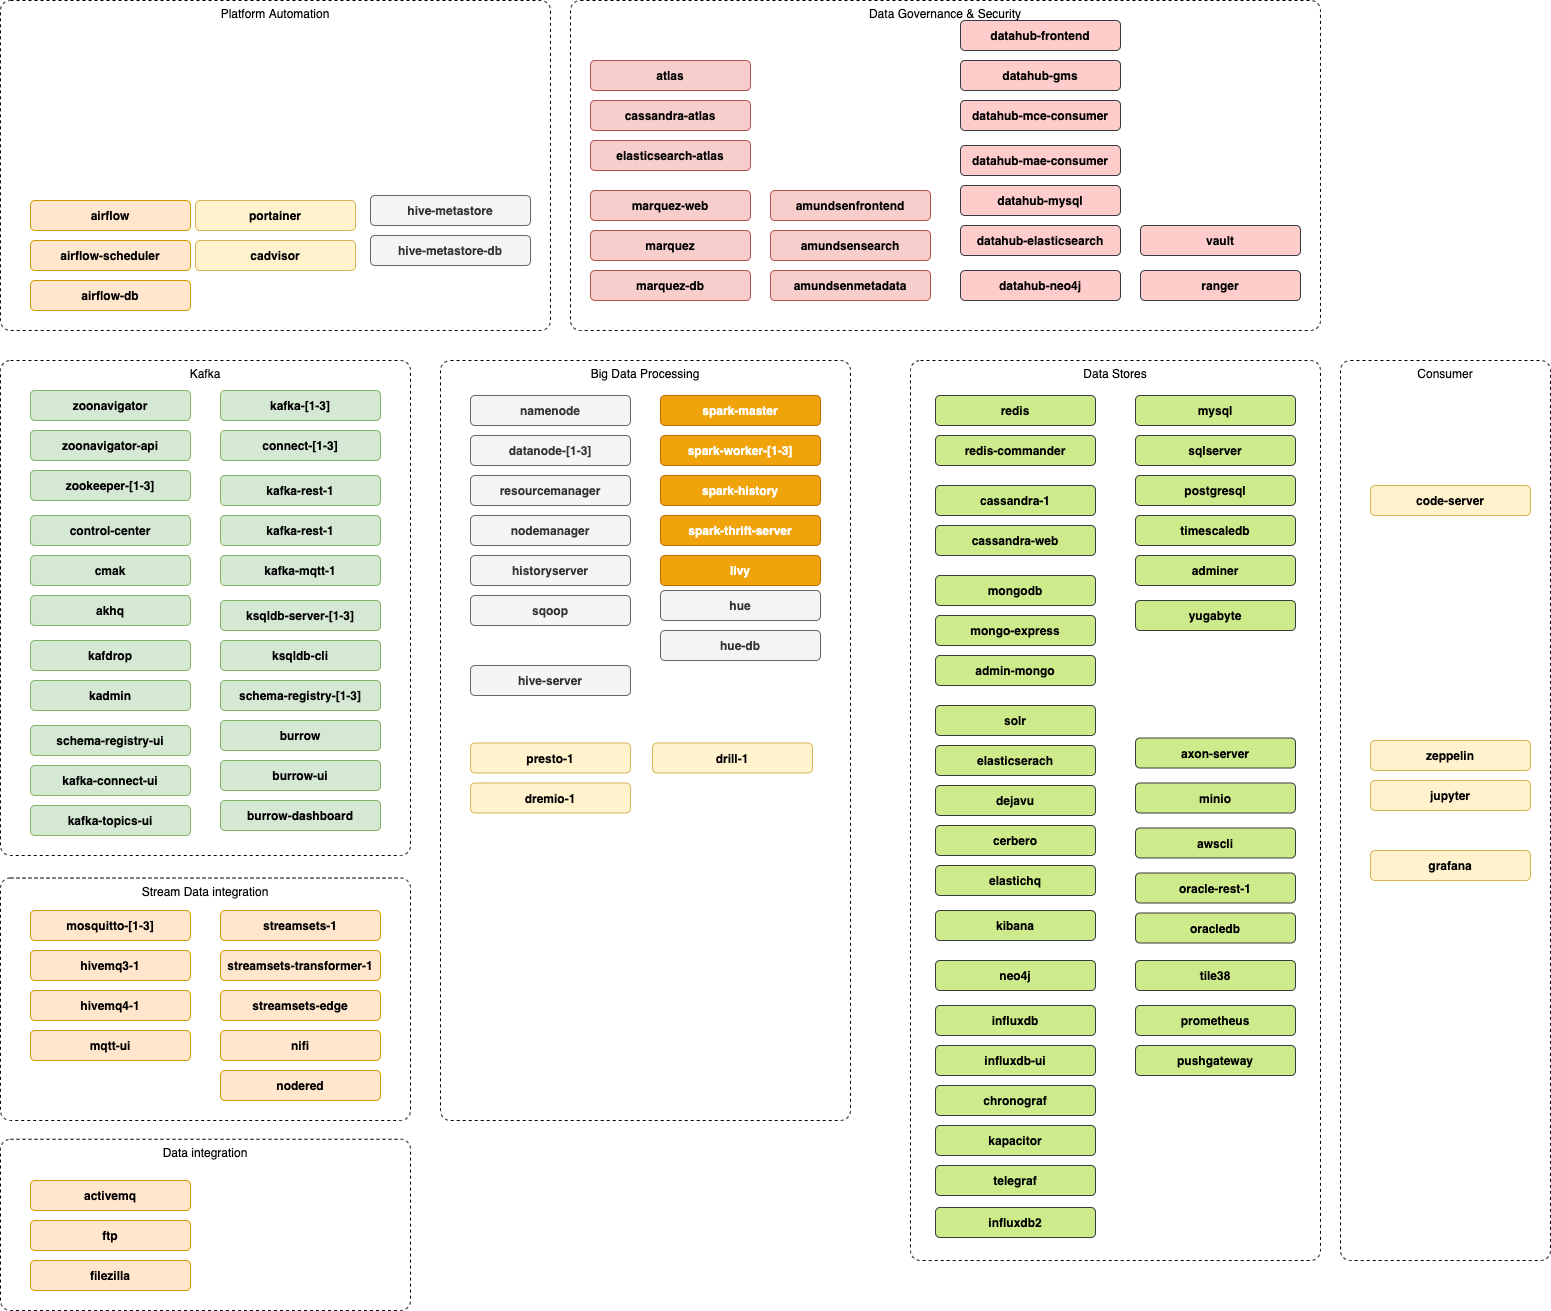 Platform Automation
airflow
airflow-scheduler
airflow-db
portainer
cadvisor
hive-metastore
hive-metastore-db
Data Governance & Security
atlas
cassandra-atlas
elasticsearch-atlas
marquez-web
marquez
marquez-db
amundsenfrontend
amundsensearch
amundsenmetadata
datahub-frontend
datahub-gms
datahub-mce-consumer
datahub-mae-consumer
datahub-mysql
datahub-elasticsearch
datahub-neo4j
vault
ranger
Kafka
zoonavigator
zoonavigator-api
zookeeper-[1-3]
control-center
cmak
akhq
kafdrop
kadmin
schema-registry-ui
kafka-connect-ui
kafka-topics-ui
kafka-[1-3]
connect-[1-3]
kafka-rest-1
kafka-rest-1
kafka-mqtt-1
ksqldb-server-[1-3]
ksqldb-cli
schema-registry-[1-3]
burrow
burrow-ui
burrow-dashboard
Stream Data integration
mosquitto-[1-3]
hivemq3-1
hivemq4-1
mqtt-ui
streamsets-1
streamsets-transformer-1
streamsets-edge
nifi
nodered
Data integration
activemq
ftp
filezilla
Big Data Processing
namenode
datanode-[1-3]
resourcemanager
nodemanager
historyserver
sqoop
hive-server
presto-1
dremio-1
spark-master
spark-worker-[1-3]
spark-history
spark-thrift-server
livy
hue
hue-db
drill-1
Data Stores
redis
redis-commander
cassandra-1
cassandra-web
mongodb
mongo-express
admin-mongo
solr
elasticserach
dejavu
cerbero
elastichq
kibana
neo4j
influxdb
influxdb-ui
chronograf
kapacitor
telegraf
influxdb2
mysql
sqlserver
postgresql
timescaledb
adminer
yugabyte
axon-server
minio
awscli
oracle-rest-1
oracledb
tile38
prometheus
pushgateway
Consumer
code-server
zeppelin
jupyter
grafana